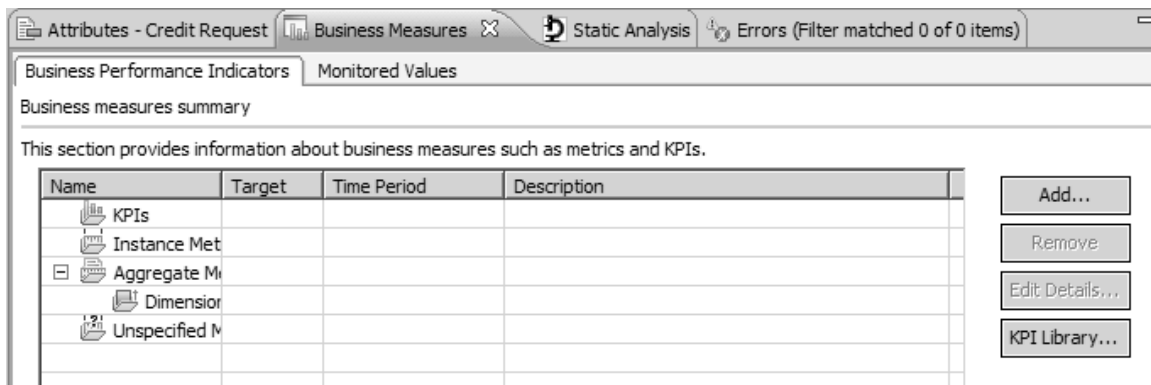 Attributes - Credit Request Business Measures Static Analysis Errors (Filter matched 0 of 0 items)
Business Performance Indicators Monitored Values
Business measures summary
This section provides information about business measures such as metrics and KPIs.
Name Target Time Period Description
Add...
KPIs
Instance Met
Remove
Aggregate M
Edit Details...
Dimension
Unspecified M
KPI Library...